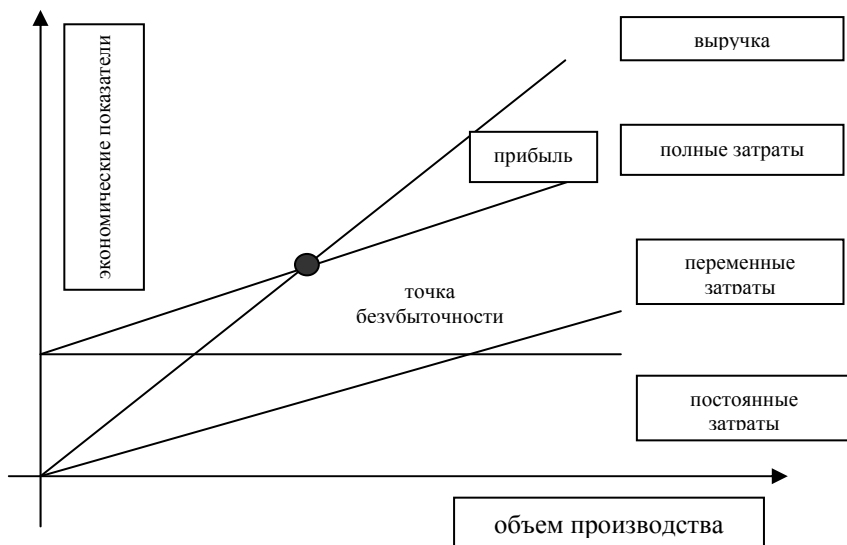 экономические показатели
выручка
прибыль
полные затраты
переменные
затраты
точка
безубыточности
постоянные
затраты
объем производства